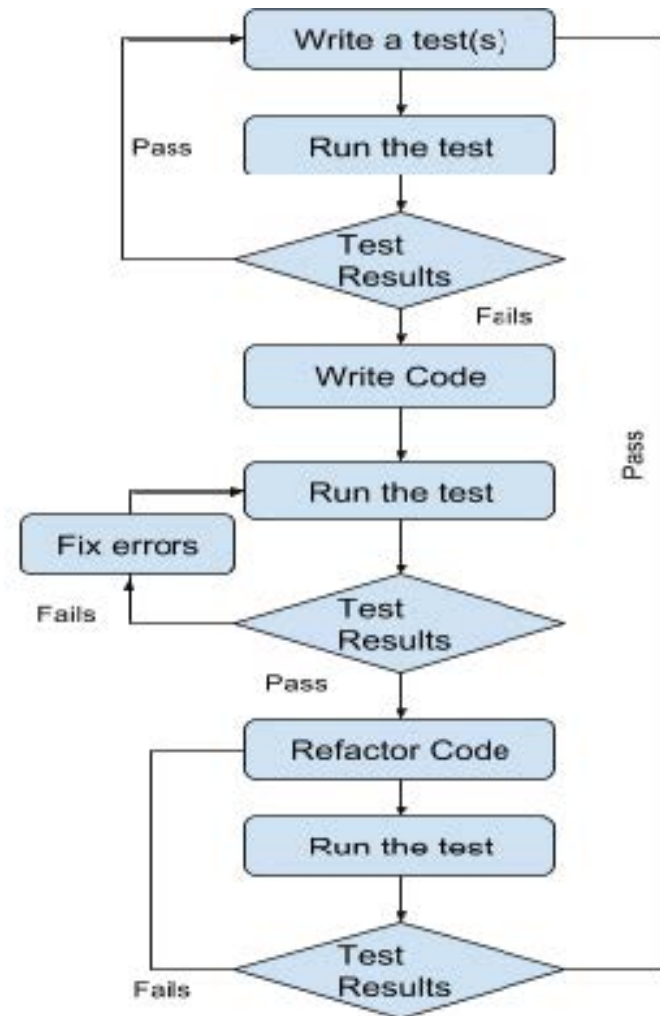 Write a test(s)
Pass
Run the test
Test
Results
Fails
Write Code
Pass
Run the test
Fix errors
Fails
Test
Results
Pass
Refactor Code
Run the test
Test
Results
Fails